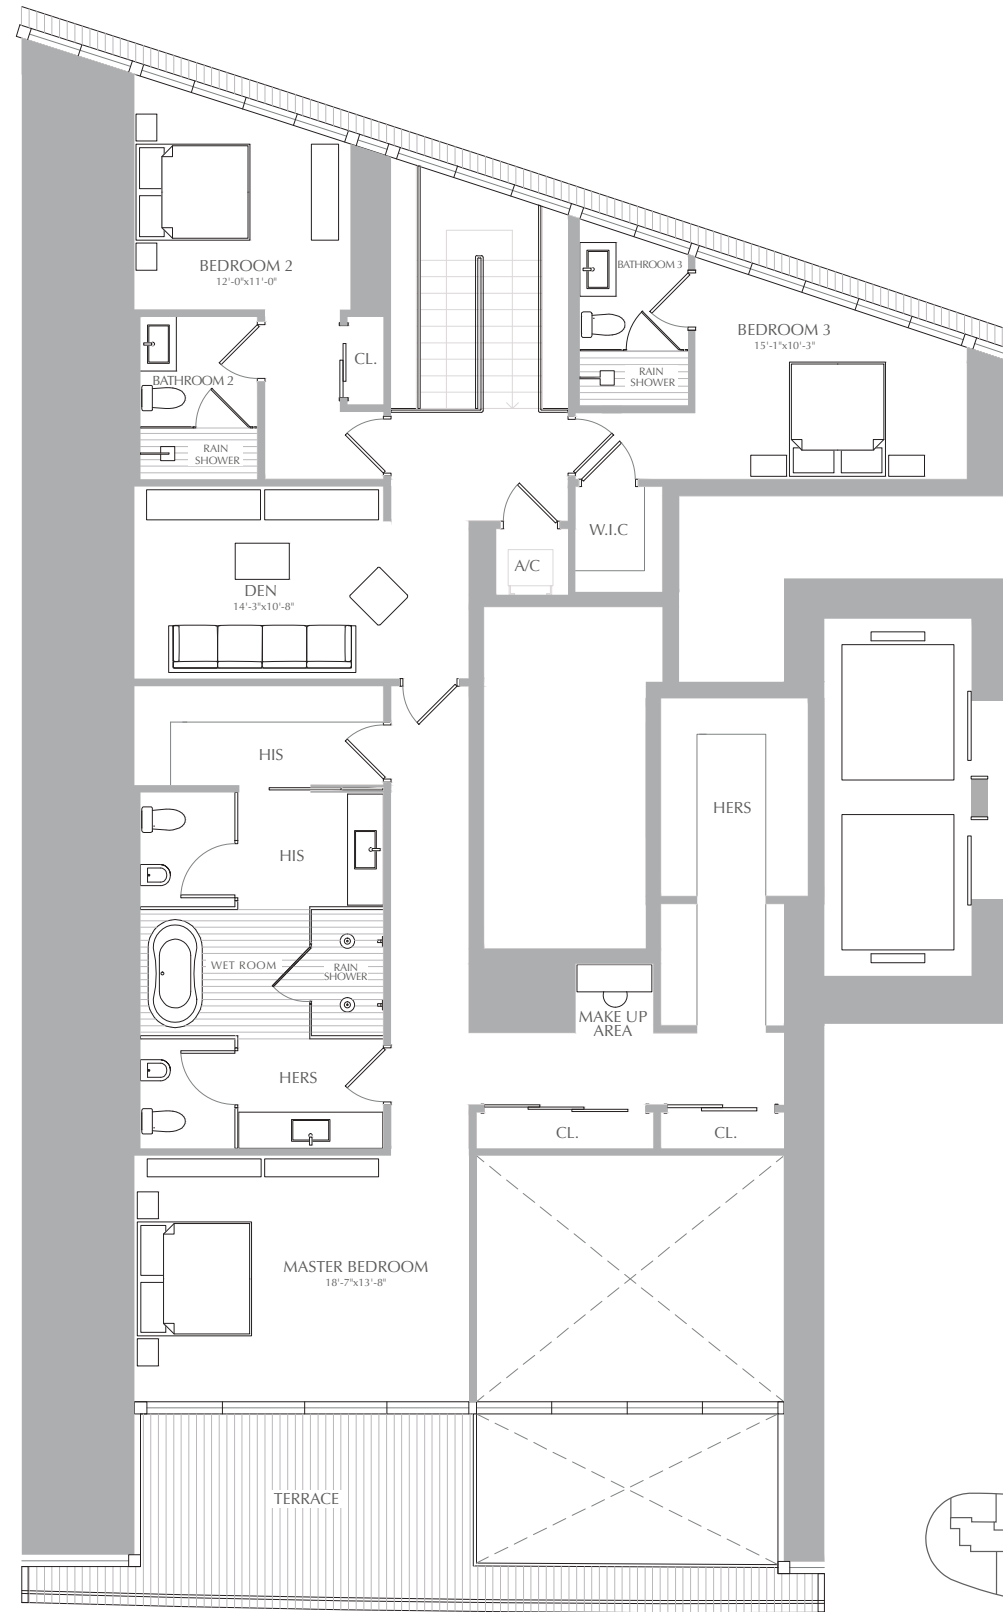 BEDROOM 2
12'-0"x11'-0"
BATHROOM 3
BEDROOM 3
15'-1"x10'-3"
CL.
BATHROOM 2
RAIN
SHOWER
RAIN
SHOWER
W.I.C
A/C
DEN
14'-3"x10'-8"
HIS
HERS
HIS
WET ROOM
RAIN
SHOWER
MAKE UP
AREA
HERS
CL.
CL.
MASTER BEDROOM
18'-7"x13'-8"
TERRACE